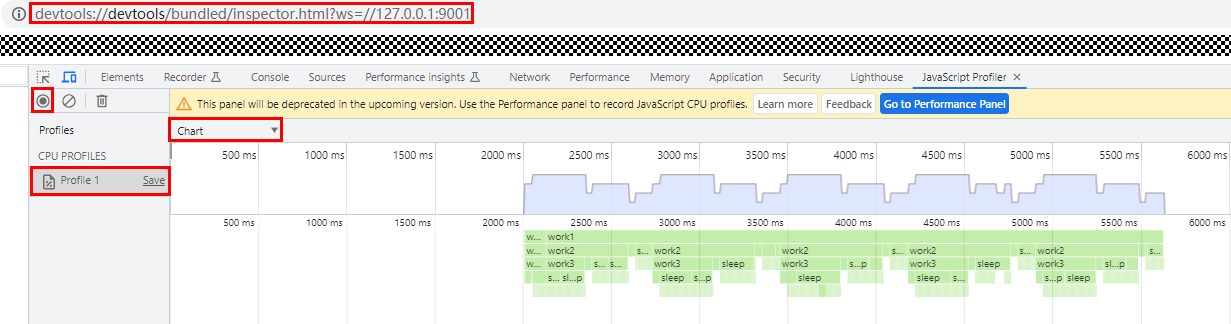 devtools://devtools/bundled/inspector.html?ws=//127.0.0.1:9001
Elements Recorder Console Sources Performance insights Network Performance Memory Application Security Lighthouse JavaScript Profiler ×
This panel will be deprecated in the upcoming version. Use the Performance panel to record JavaScript CPU profiles. Learn more Feedback Go to Performance Panel
Profiles
Chart
CPU PROFILES
Profile 1 Save
500 ms 1000 ms 1500 ms 2000 ms 2500 ms 3000 ms 3500 ms 4000 ms 4500 ms 5000 ms 5500 ms 6000 ms
500 ms 1000 ms 1500 ms 2000 ms 2500 ms 3000 ms 3500 ms 4000 ms 4500 ms 5000 ms 5500 ms 6000 ms
w... work1
w... work2 s... work2 work2 s... work2 s... work2 s...
w... work3 s... s... work3 sleep work3 s...p work3 sleep work3 s...p
s... sl...p sleep s...p sleep sleep s... s...p sleep